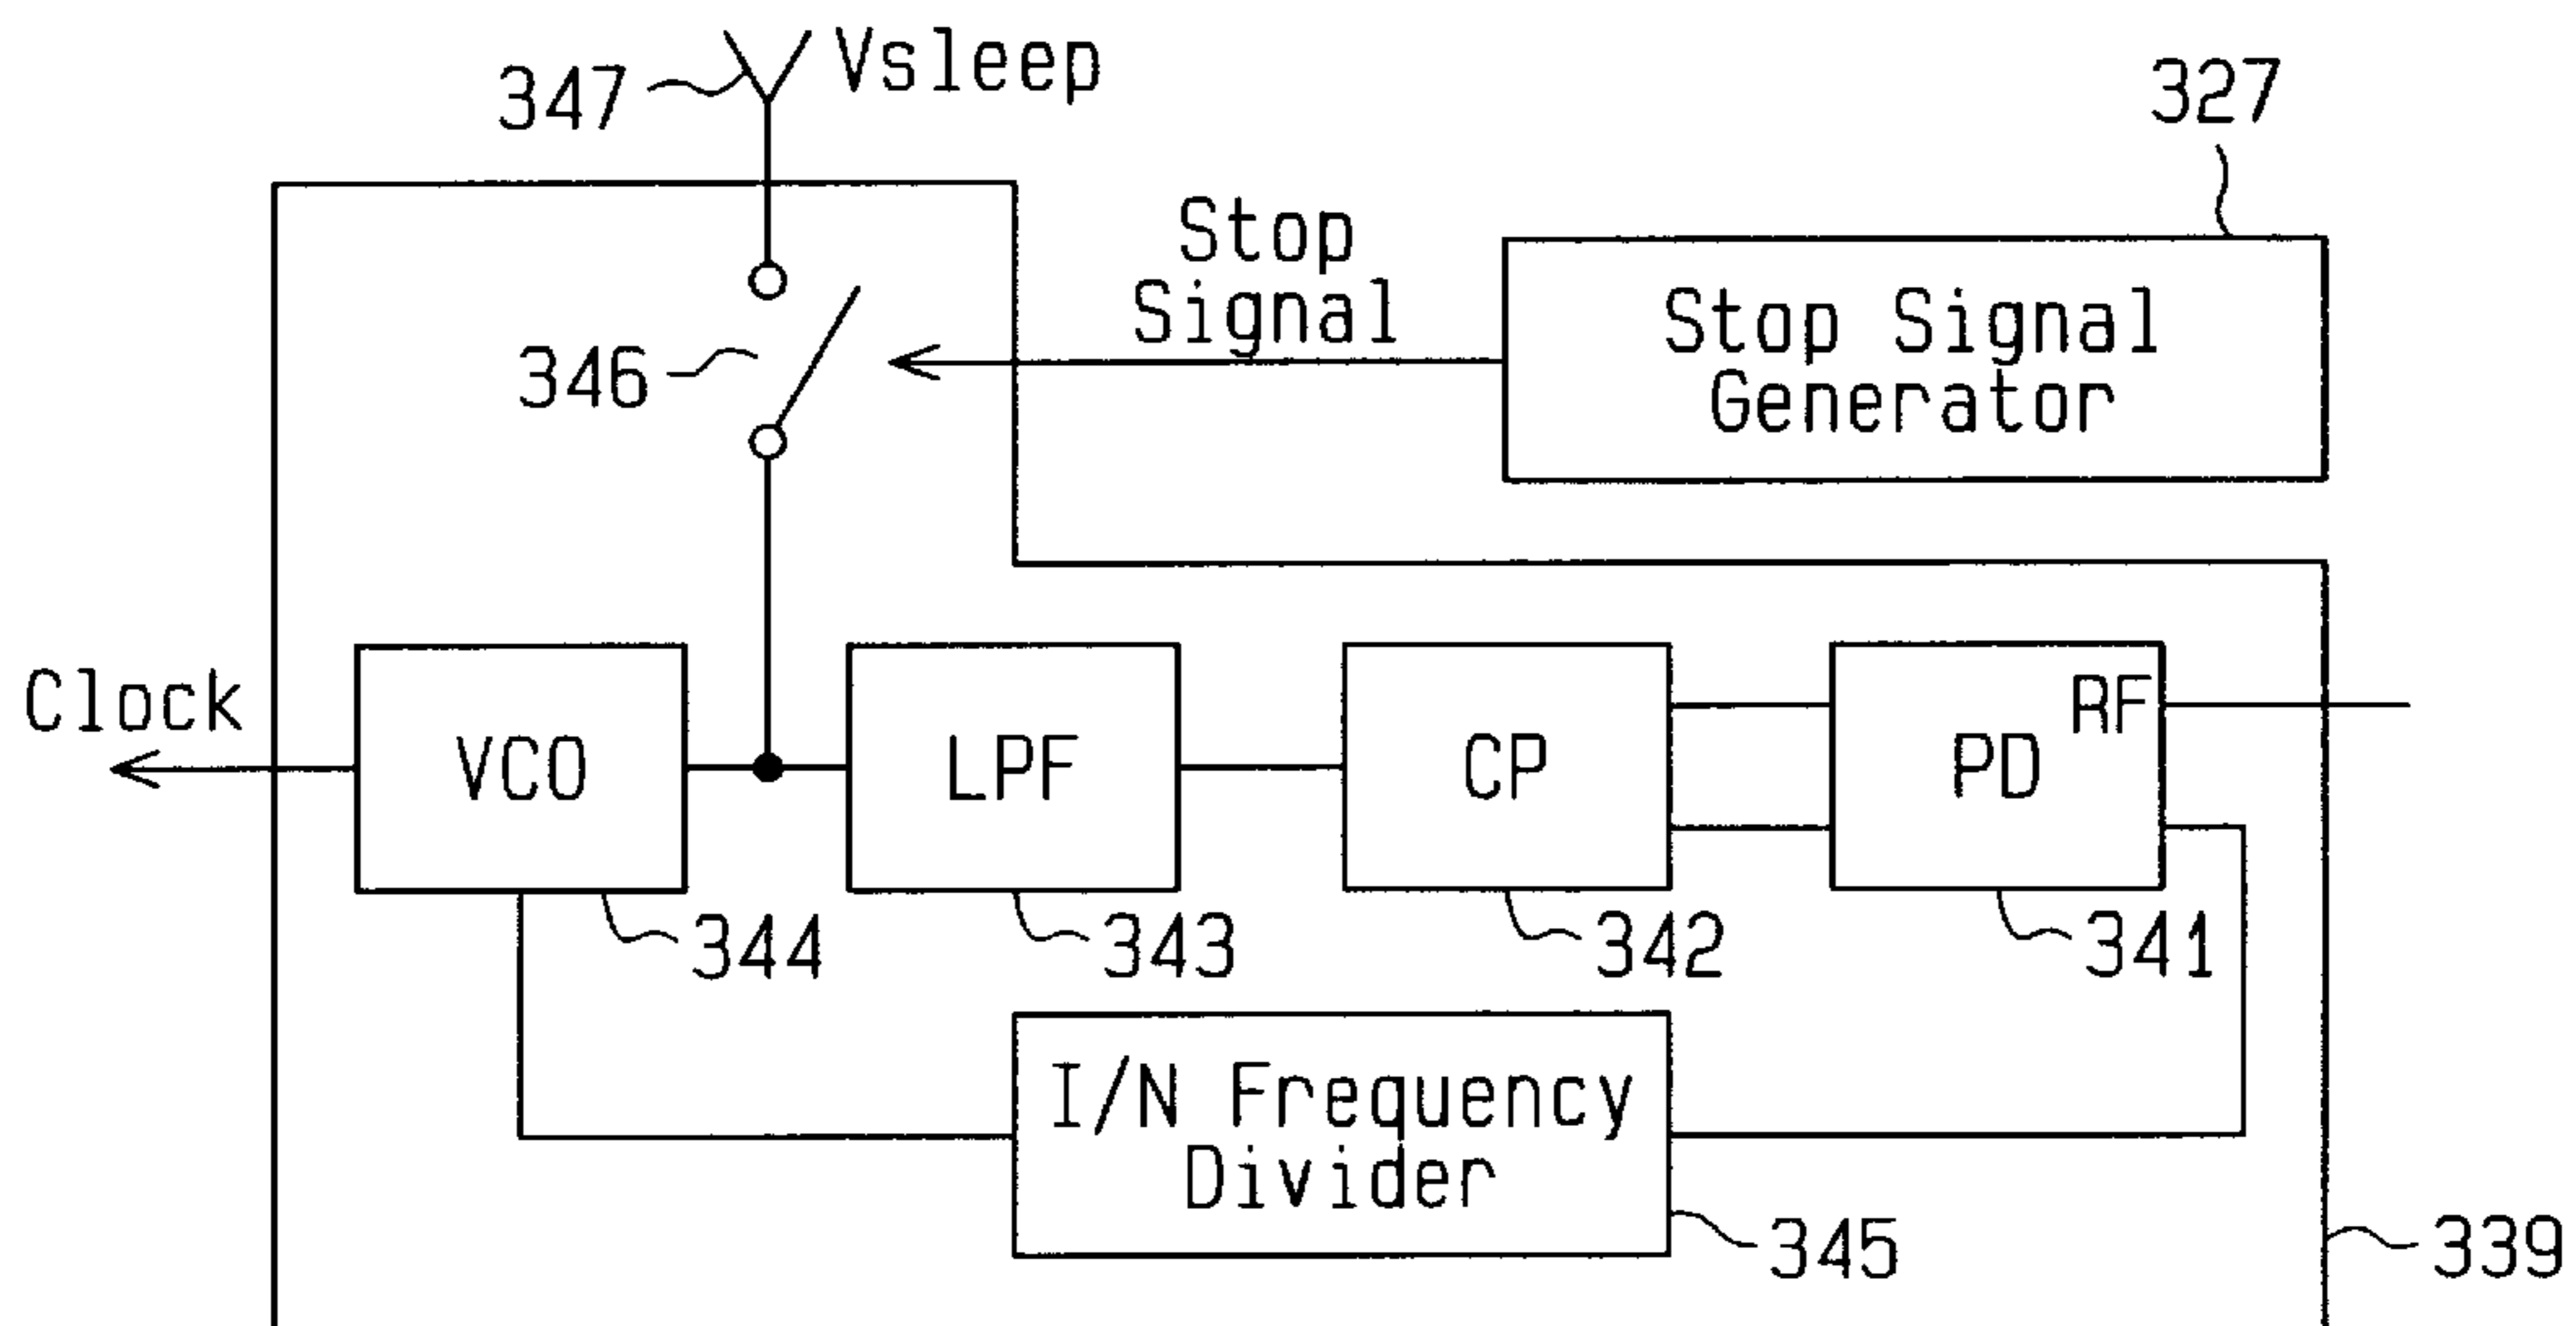 347
Vsleep
327
Stop
Signal
Stop Signal
Generator
346
Clock
VCO
LPF
CP
PD
RF
344
343
342
341
I/N Frequency
Divider
345
339